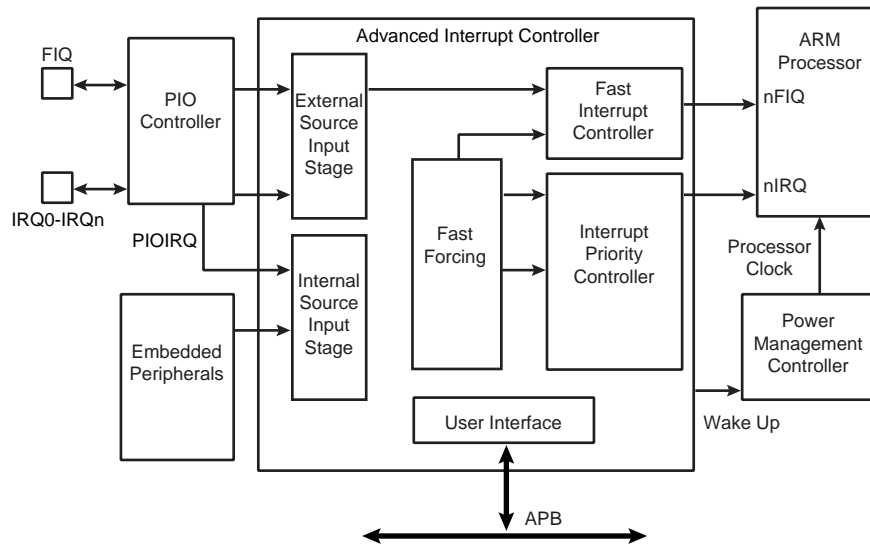 FIQ
IRQ0-IRQn
PIO
Controller
PIOIRQ
Embedded
Peripherals
Advanced Interrupt Controller
External
Source
Input
Stage
Internal
Source
Input
Stage
Fast
Forcing
Fast
Interrupt
Controller
Interrupt
Priority
Controller
User Interface
APB
ARM
Processor
nFIQ
nIRQ
Processor
Clock
Power
Management
Controller
Wake Up